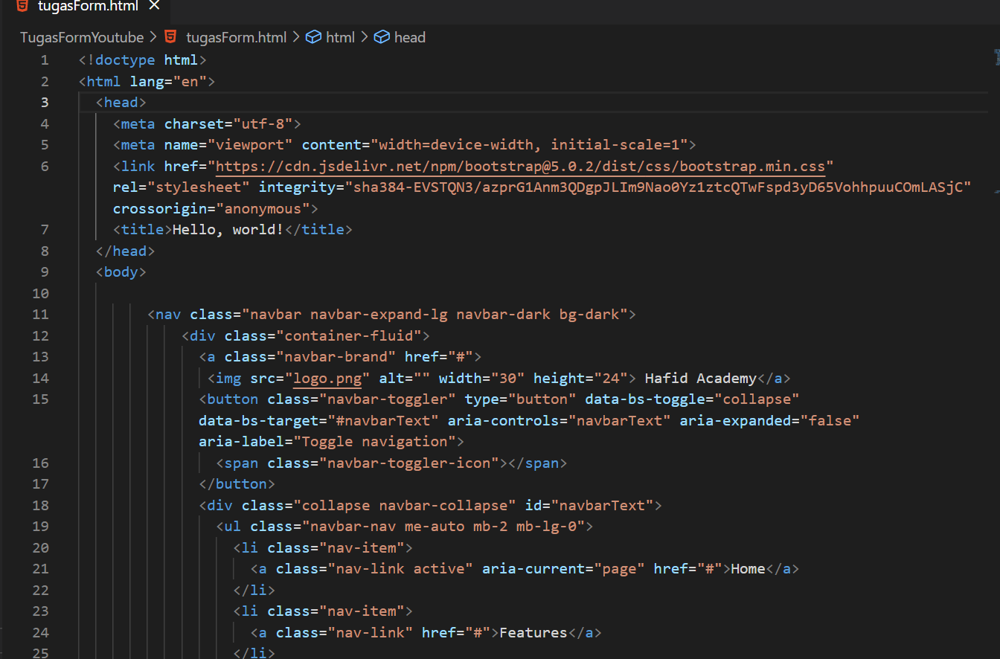 tugasForm.html ×
TugasFormYoutube > tugasForm.html > html > head
1 <!doctype html>
2 <html lang="en">
3 <head>
4 <meta charset="utf-8">
5 <meta name="viewport" content="width=device-width, initial-scale=1">
6 <link href="https://cdn.jsdelivr.net/npm/bootstrap@5.0.2/dist/css/bootstrap.min.css"
rel="stylesheet" integrity="sha384-EVSTQN3/azprG1Anm3QDgpJLIm9Nao0Yz1ztcQTwFspd3yD65VohhpuuCOmLASjC"
crossorigin="anonymous">
7 <title>Hello, world!</title>
8 </head>
9 <body>
10
11 <nav class="navbar navbar-expand-lg navbar-dark bg-dark">
12 <div class="container-fluid">
13 <a class="navbar-brand" href="#">
14 <img src="logo.png" alt="" width="30" height="24"> Hafid Academy</a>
15 <button class="navbar-toggler" type="button" data-bs-toggle="collapse"
data-bs-target="#navbarText" aria-controls="navbarText" aria-expanded="false"
aria-label="Toggle navigation">
16 <span class="navbar-toggler-icon"></span>
17 </button>
18 <div class="collapse navbar-collapse" id="navbarText">
19 <ul class="navbar-nav me-auto mb-2 mb-lg-0">
20 <li class="nav-item">
21 <a class="nav-link active" aria-current="page" href="#">Home</a>
22 </li>
23 <li class="nav-item">
24 <a class="nav-link" href="#">Features</a>
25 </li>